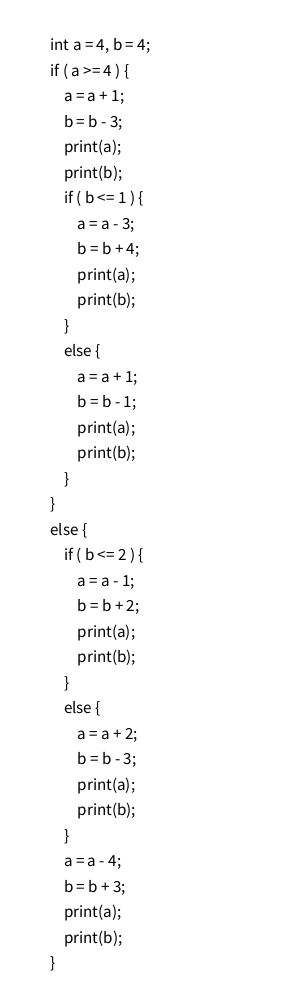 int a = 4, b = 4;
if ( a >= 4 ) {
    a = a + 1;
    b = b - 3;
    print(a);
    print(b);
    if ( b <= 1 ) {
        a = a - 3;
        b = b + 4;
        print(a);
        print(b);
    }
    else {
        a = a + 1;
        b = b - 1;
        print(a);
        print(b);
    }
}
else {
    if ( b <= 2 ) {
        a = a - 1;
        b = b + 2;
        print(a);
        print(b);
    }
    else {
        a = a + 2;
        b = b - 3;
        print(a);
        print(b);
    }
    a = a - 4;
    b = b + 3;
    print(a);
    print(b);
}